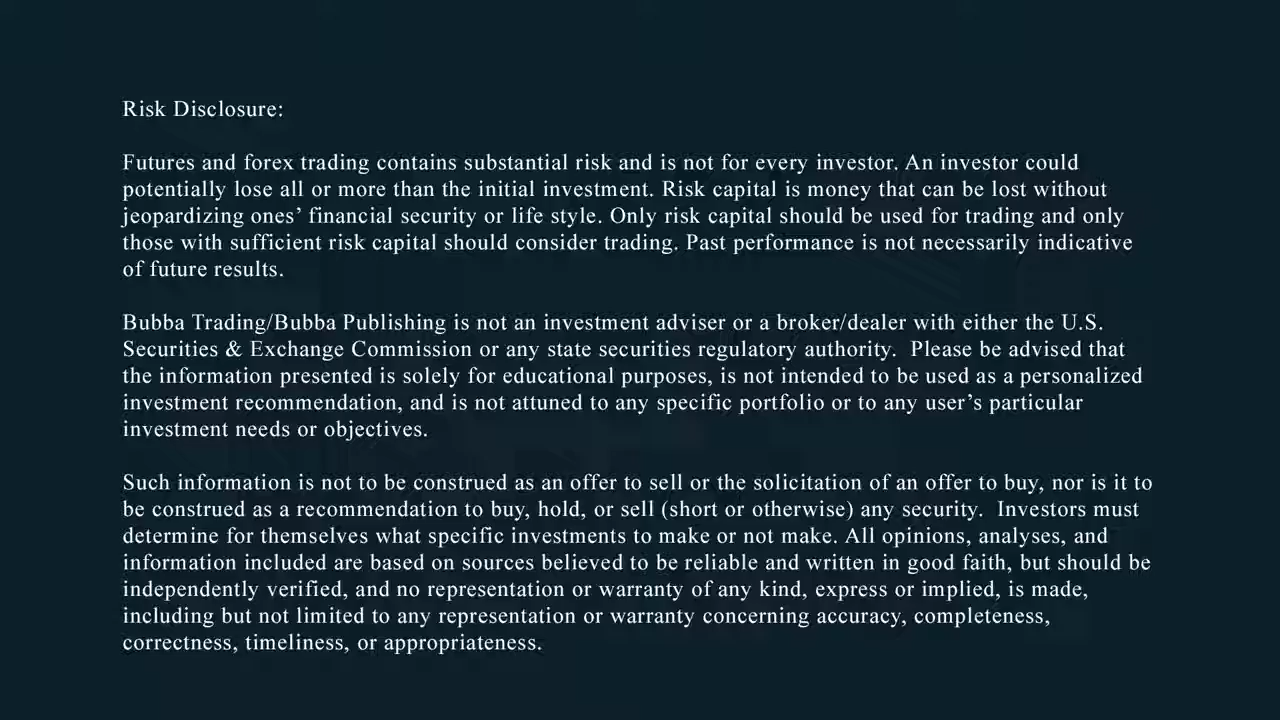 Risk Disclosure:
Futures and forex trading contains substantial risk and is not for every investor. An investor could
potentially lose all or more than the initial investment. Risk capital is money that can be lost without
jeopardizing ones’ financial security or life style. Only risk capital should be used for trading and only
those with sufficient risk capital should consider trading. Past performance is not necessarily indicative
of future results.
Bubba Trading/Bubba Publishing is not an investment adviser or a broker/dealer with either the U.S.
Securities & Exchange Commission or any state securities regulatory authority.  Please be advised that
the information presented is solely for educational purposes, is not intended to be used as a personalized
investment recommendation, and is not attuned to any specific portfolio or to any user’s particular
investment needs or objectives.
Such information is not to be construed as an offer to sell or the solicitation of an offer to buy, nor is it to
be construed as a recommendation to buy, hold, or sell (short or otherwise) any security.  Investors must
determine for themselves what specific investments to make or not make. All opinions, analyses, and
information included are based on sources believed to be reliable and written in good faith, but should be
independently verified, and no representation or warranty of any kind, express or implied, is made,
including but not limited to any representation or warranty concerning accuracy, completeness,
correctness, timeliness, or appropriateness.